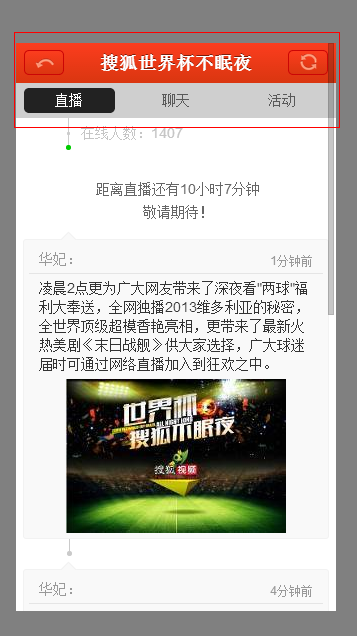 搜狐世界杯不眠夜
直播 聊天 活动
在线人数：1407
距离直播还有10小时7分钟
敬请期待！
华妃： 1分钟前
凌晨2点更为广大网友带来了深夜看"两球"福
利大奉送，全网独播2013维多利亚的秘密，
全世界顶级超模香艳亮相，更带来了最新火
热美剧《末日战舰》供大家选择，广大球迷
届时可通过网络直播加入到狂欢之中。
世界杯
ALL NIGHT LONG
搜狐不眠夜
搜狐视频
华妃： 4分钟前